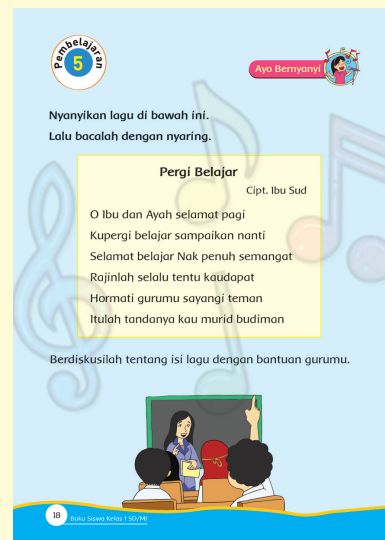 Pembelajaran
5
Ayo Bernyanyi
Nyanyikan lagu di bawah ini.
Lalu bacalah dengan nyaring.
Pergi Belajar
Cipt. Ibu Sud
O Ibu dan Ayah selamat pagi
Kupergi belajar sampaikan nanti
Selamat belajar Nak penuh semangat
Rajinlah selalu tentu kaudapat
Hormati gurumu sayangi teman
Itulah tandanya kau murid budiman
Berdiskusilah tentang isi lagu dengan bantuan gurumu.
18 Buku Siswa Kelas 1 SD/MI